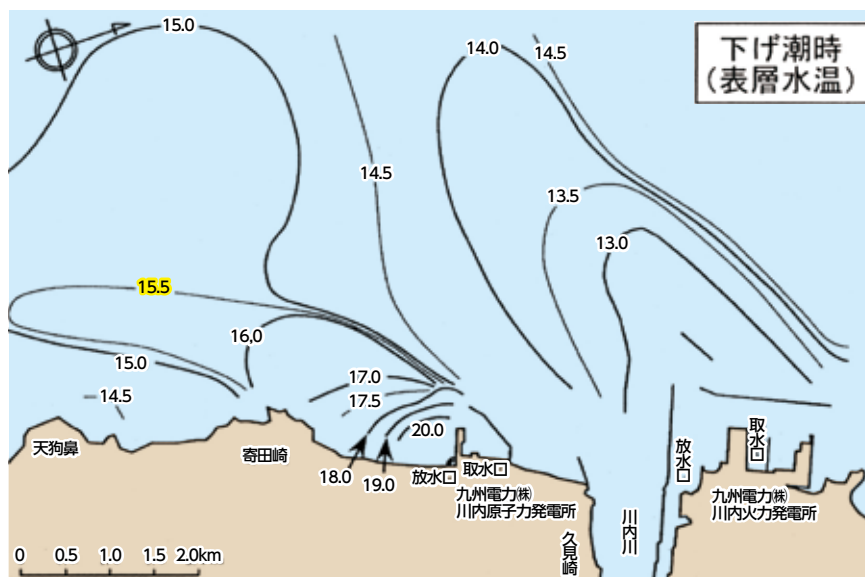 下げ潮時
(表層水温)
15.0
14.0
14.5
14.5
13.5
13.0
15.5
16,0
15.0
14.5
17.0
17.5
20.0
18.0
19.0
天狗鼻
寄田崎
放水口
取水口
九州電力㈱
川内原子力発電所
久見崎
川内川
放水口
取水口
九州電力㈱
川内火力発電所
0 0.5 1.0 1.5 2.0km